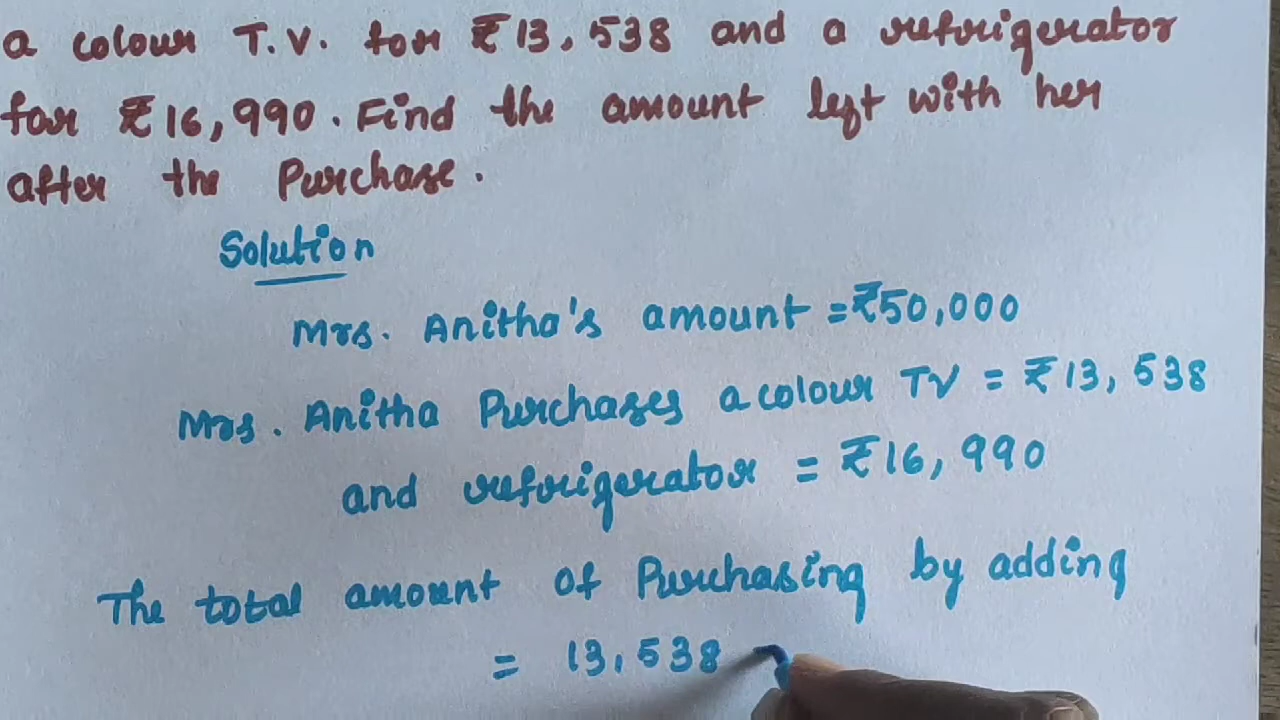 a colour T.V. for ₹13,538 and a refrigerator
for ₹16,990. Find the amount left with her
after the Purchase.
Solution
Mrs. Anitha's amount = ₹50,000
Mrs. Anitha Purchases a colour TV = ₹13,538
and refrigerator = ₹16,990
The total amount of Purchasing by adding
= 13,538